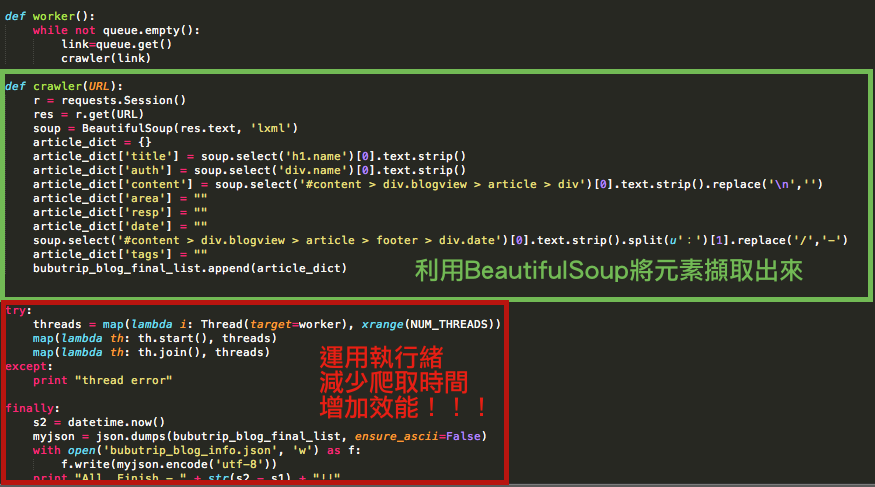 def worker():
    while not queue.empty():
        link=queue.get()
        crawler(link)
def crawler(URL):
    r = requests.Session()
    res = r.get(URL)
    soup = BeautifulSoup(res.text, 'lxml')
    article_dict = {}
    article_dict['title'] = soup.select('h1.name')[0].text.strip()
    article_dict['auth'] = soup.select('div.name')[0].text.strip()
    article_dict['content'] = soup.select('#content > div.blogview > article > div')[0].text.strip().replace('\n','')
    article_dict['area'] = ""
    article_dict['resp'] = ""
    article_dict['date'] = ""
    soup.select('#content > div.blogview > article > footer > div.date')[0].text.strip().split(u'：')[1].replace('/','-')
    article_dict['tags'] = ""
    bubutrip_blog_final_list.append(article_dict)
利用BeautifulSoup將元素擷取出來
try:
    threads = map(lambda i: Thread(target=worker), xrange(NUM_THREADS))
    map(lambda th: th.start(), threads)
    map(lambda th: th.join(), threads)
except:
    print "thread error"
運用執行緒
減少爬取時間
增加效能！！！
finally:
    s2 = datetime.now()
    myjson = json.dumps(bubutrip_blog_final_list, ensure_ascii=False)
    with open('bubutrip_blog_info.json', 'w') as f:
        f.write(myjson.encode('utf-8'))
    print "All Finish - " + str(s2 - s1) + "!!"